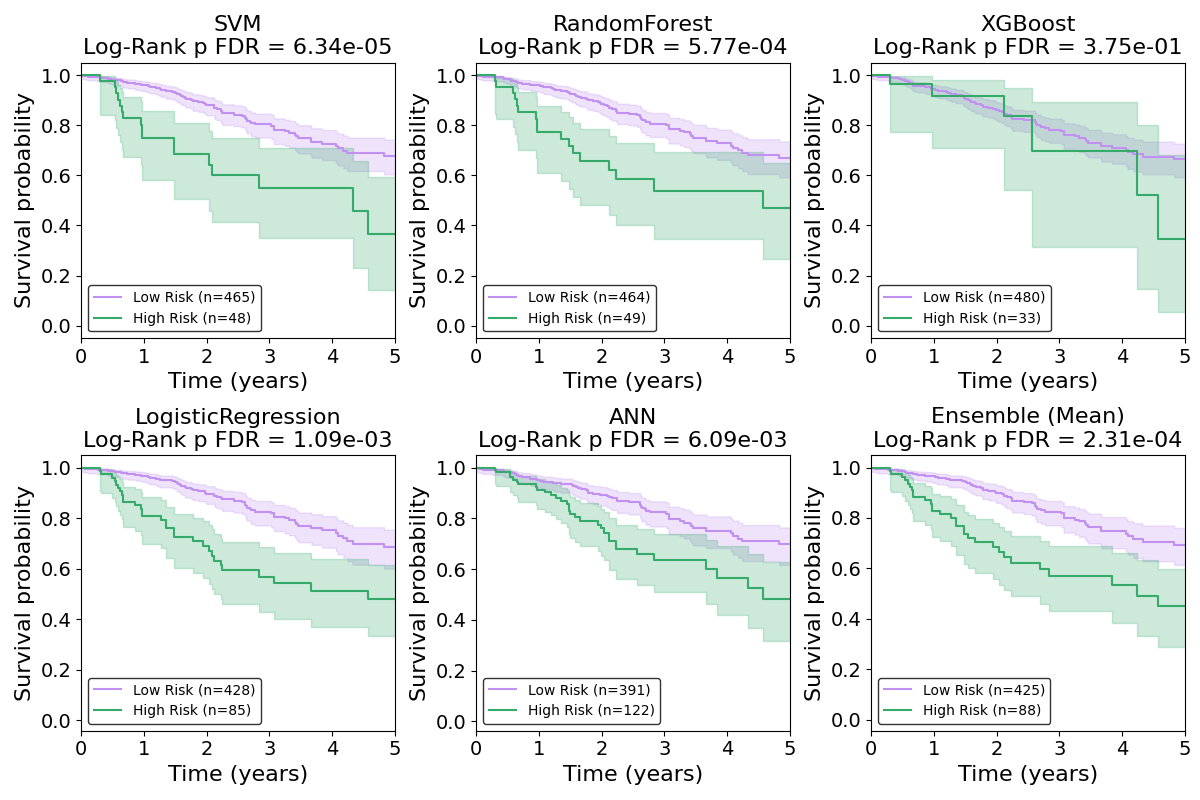 SVM
Log-Rank p FDR = 6.34e-05
Survival probability
1.0
0.8
0.6
0.4
0.2
0.0
Low Risk (n=465)
High Risk (n=48)
0 1 2 3 4 5
Time (years)
RandomForest
Log-Rank p FDR = 5.77e-04
Survival probability
1.0
0.8
0.6
0.4
0.2
0.0
Low Risk (n=464)
High Risk (n=49)
0 1 2 3 4 5
Time (years)
XGBoost
Log-Rank p FDR = 3.75e-01
Survival probability
1.0
0.8
0.6
0.4
0.2
0.0
Low Risk (n=480)
High Risk (n=33)
0 1 2 3 4 5
Time (years)
LogisticRegression
Log-Rank p FDR = 1.09e-03
Survival probability
1.0
0.8
0.6
0.4
0.2
0.0
Low Risk (n=428)
High Risk (n=85)
0 1 2 3 4 5
Time (years)
ANN
Log-Rank p FDR = 6.09e-03
Survival probability
1.0
0.8
0.6
0.4
0.2
0.0
Low Risk (n=391)
High Risk (n=122)
0 1 2 3 4 5
Time (years)
Ensemble (Mean)
Log-Rank p FDR = 2.31e-04
Survival probability
1.0
0.8
0.6
0.4
0.2
0.0
Low Risk (n=425)
High Risk (n=88)
0 1 2 3 4 5
Time (years)